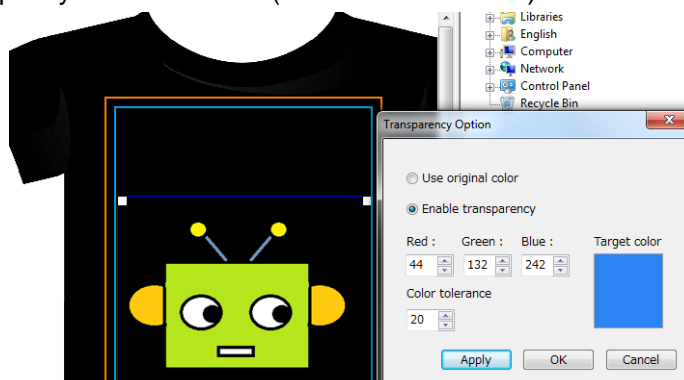 Libraries
English
Computer
Network
Control Panel
Recycle Bin
Transparency Option
Use original color
Enable transparency
Red : Green : Blue : Target color
44 132 242
Color tolerance
20
Apply OK Cancel